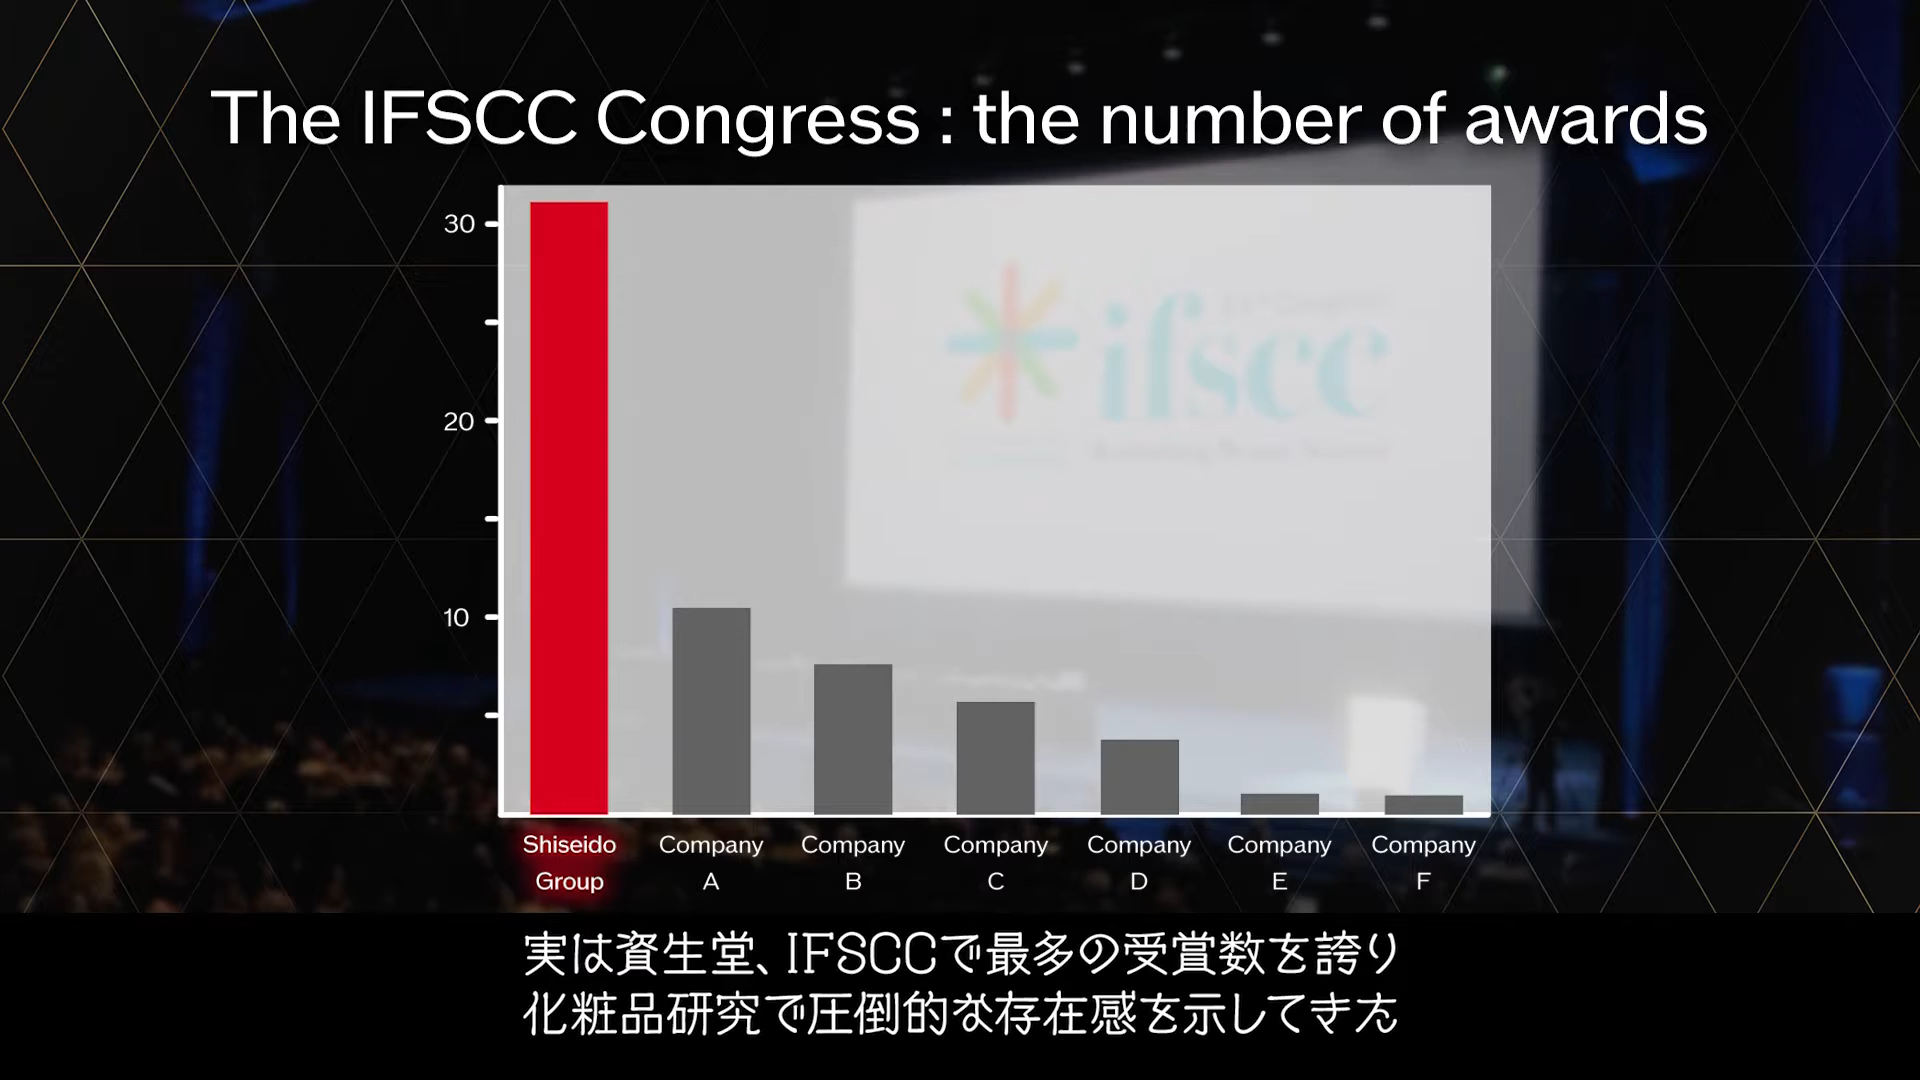 The IFSCC Congress : the number of awards
30
20
10
ifscc
Shiseido Group
Company A
Company B
Company C
Company D
Company E
Company F
実は資生堂、IFSCCで最多の受賞数を誇り
化粧品研究で圧倒的な存在感を示してきた